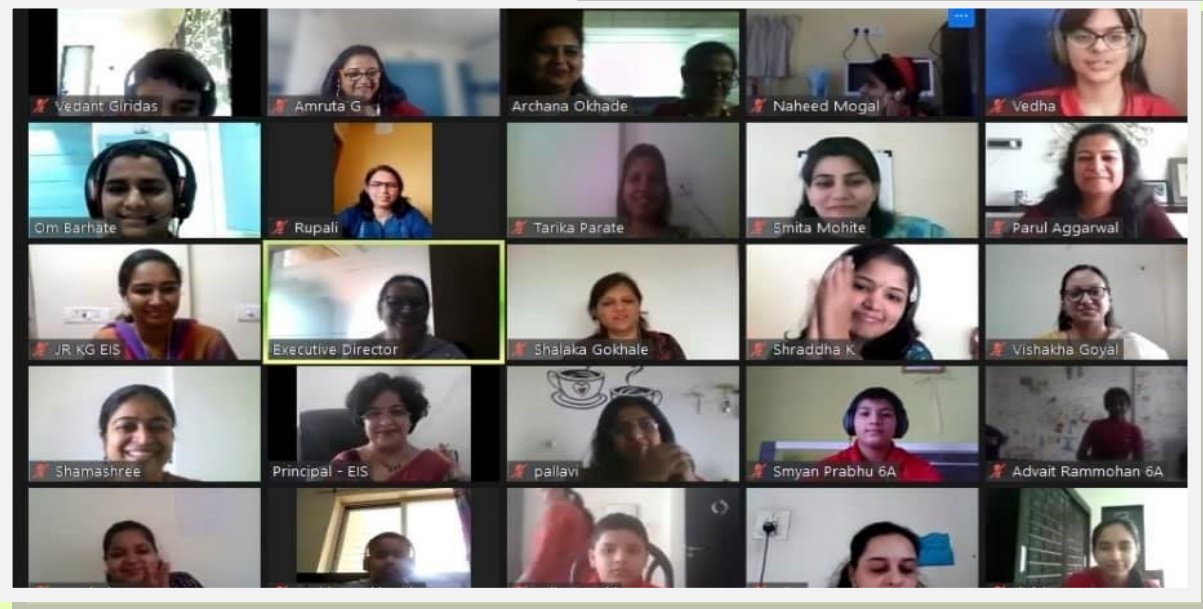 Vedant Giridas
Amruta G
Archana Okhade
Naheed Mogal
Vedha
Om Barhate
Rupali
Tarika Parate
Smita Mohite
Parul Aggarwal
JR KG EIS
Executive Director
Shalaka Gokhale
Shraddha K
Vishakha Goyal
Shamashree
Principal - EIS
pallavi
Smyan Prabhu 6A
Advait Rammohan 6A